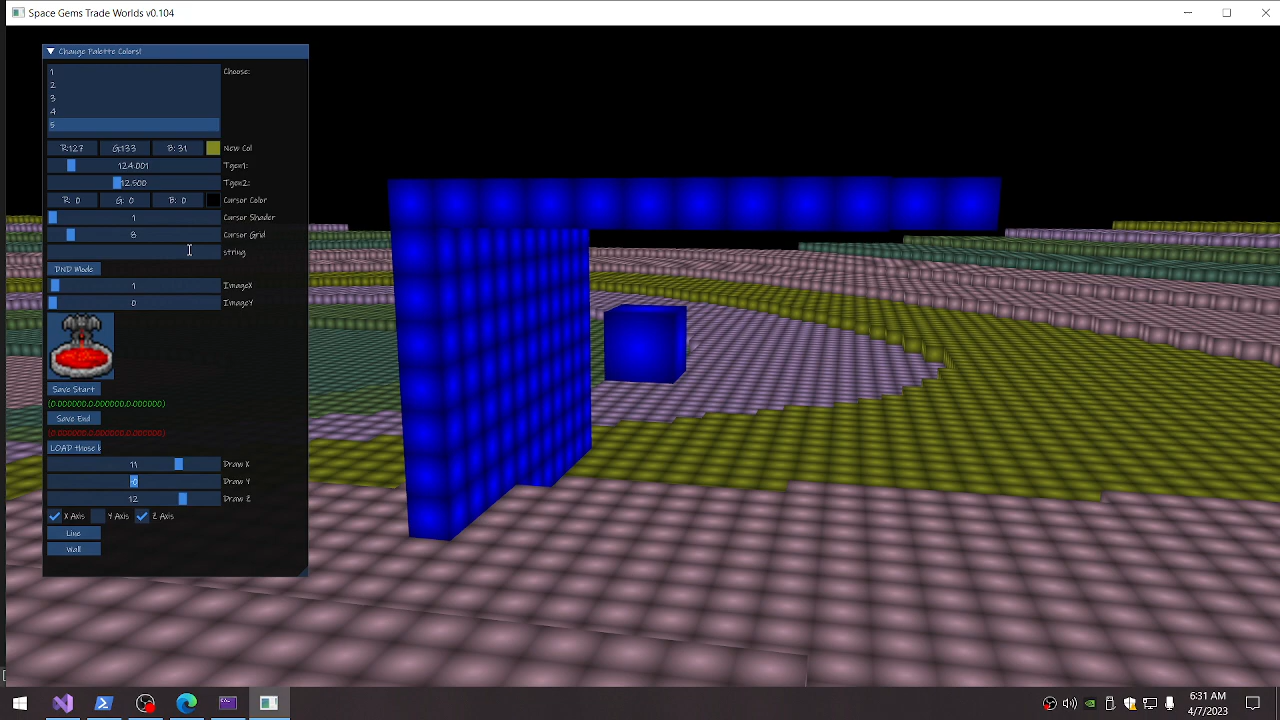 Space Gems Trade Worlds v0.104
Change Palette Colors!
1 Choose:
2
3
4
5
R:127 G:133 B: 31 New Col
124.001 Tgen1:
12.500 Tgen2:
R: 0 G: 0 B: 0 Cursor Color
1 Cursor Shader
8 Cursor Grid
string
DND Mode
1 ImageX
0 ImageY
Save Start
(0.000000,0.000000,0.000000)
Save End
(0.000000,0.000000,0.000000)
LOAD those
11 Draw X
-0 Draw Y
12 Draw Z
X Axis Y Axis Z Axis
Line
Wall
6:31 AM
4/7/2023